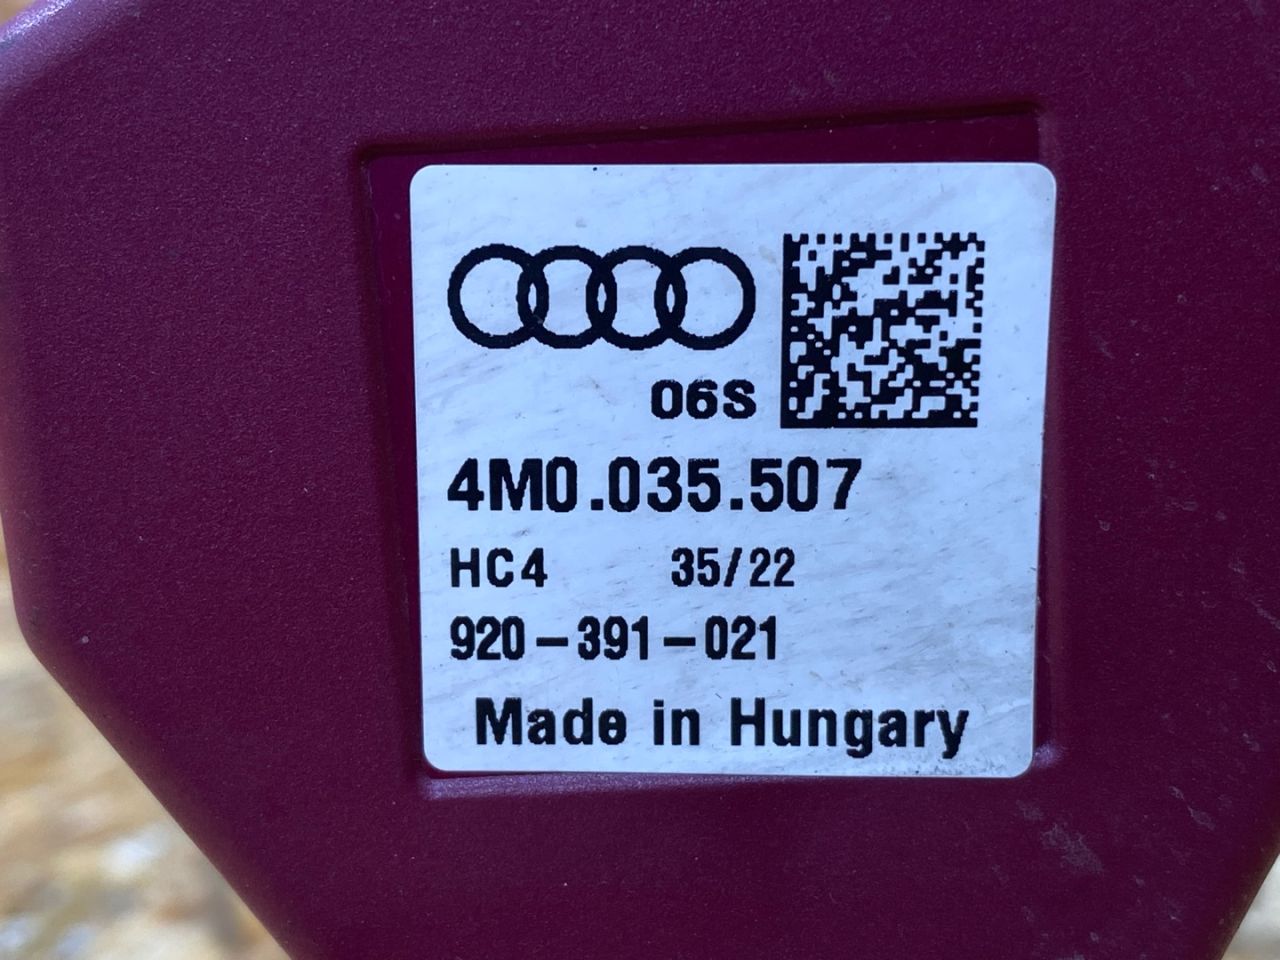 06S
4M0.035.507
HC4 35/22
920-391-021
Made in Hungary